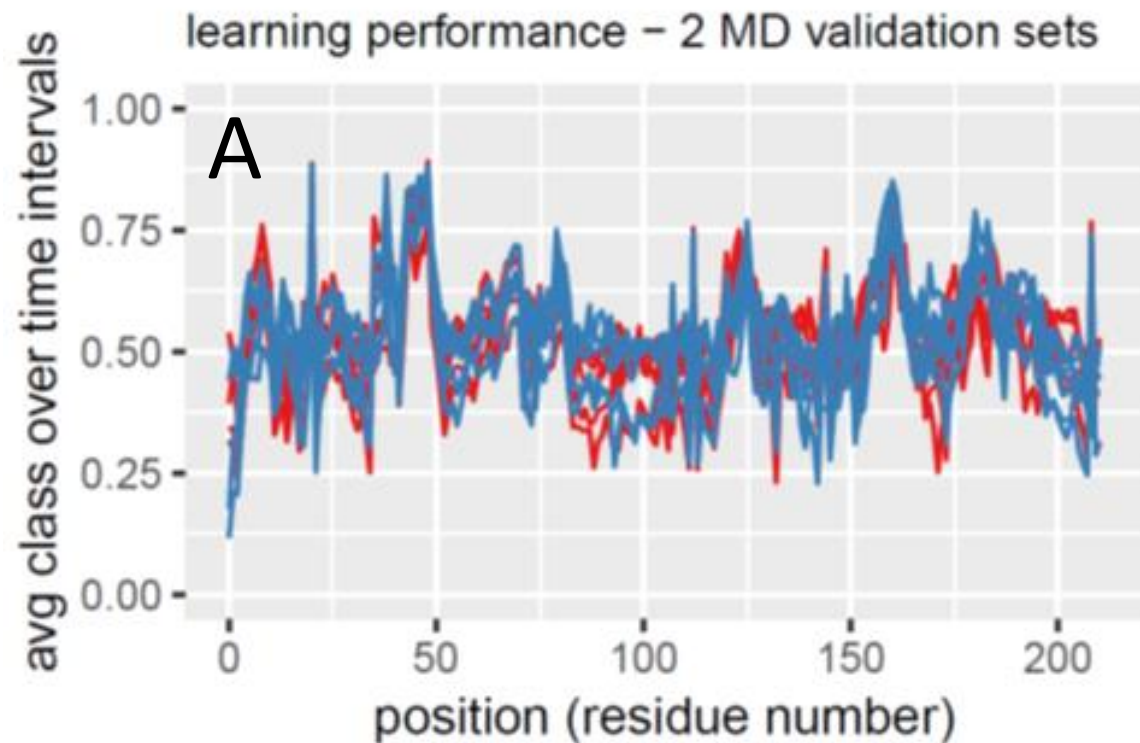 learning performance − 2 MD validation sets
A
avg class over time intervals
1.00
0.75
0.50
0.25
0.00
0 50 100 150 200
position (residue number)